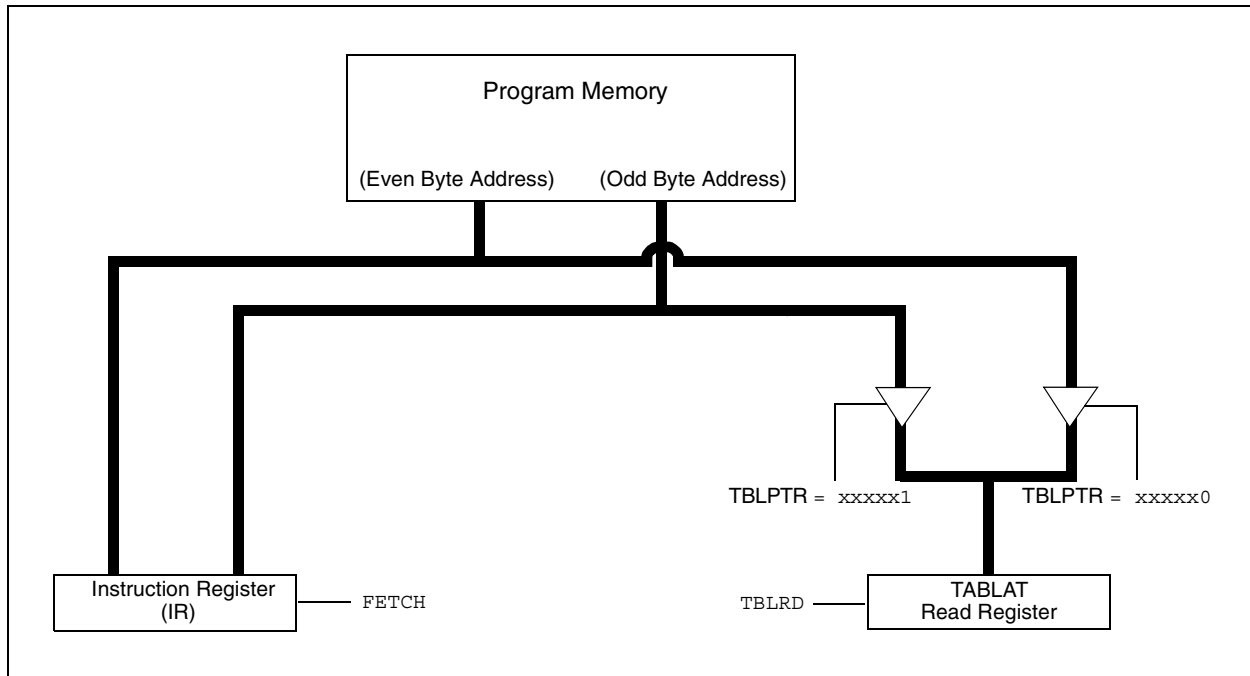 Program Memory
(Even Byte Address)
(Odd Byte Address)
TBLPTR = xxxxx1
TBLPTR = xxxxx0
Instruction Register
(IR)
FETCH
TBLRD
TABLAT
Read Register